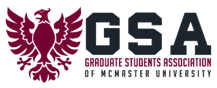 GSA
GRADUATE STUDENTS ASSOCIATION
OF MCMASTER UNIVERSITY